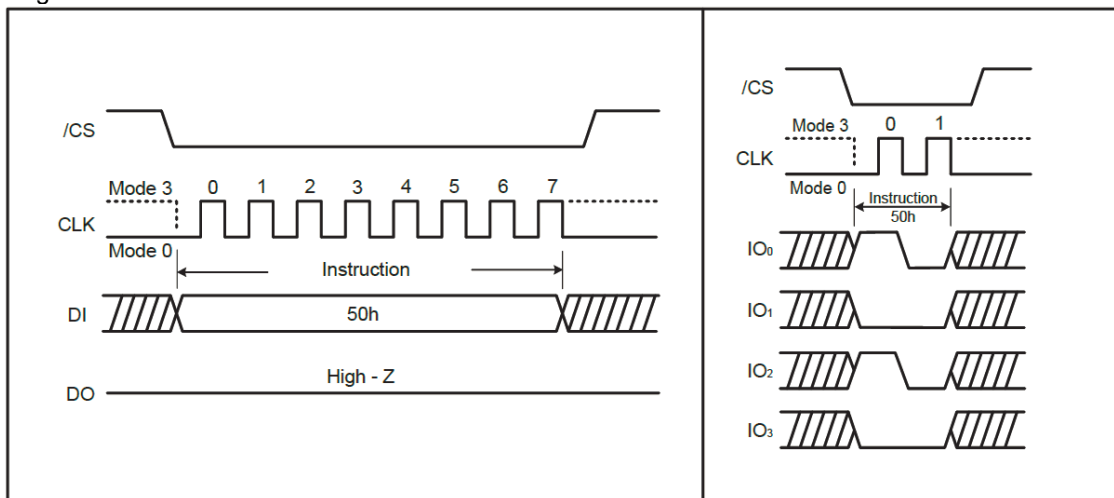 /CS
Mode 3 0 1 2 3 4 5 6 7
CLK
Mode 0
Instruction
DI 50h
High - Z
DO
/CS
Mode 3 0 1
CLK
Mode 0
Instruction
50h
IO0
IO1
IO2
IO3